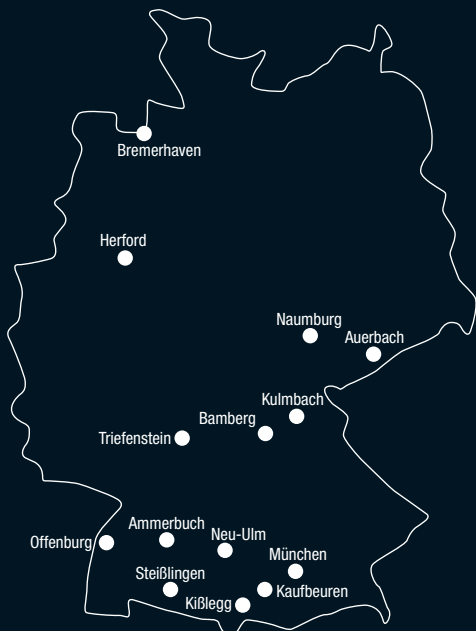 Bremerhaven
Herford
Naumburg
Auerbach
Kulmbach
Bamberg
Triefenstein
Ammerbuch
Offenburg
Neu-Ulm
München
Steißlingen
Kaufbeuren
Kißlegg